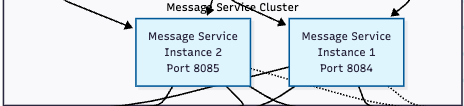 Message Service Cluster
Message Service
Instance 2
Port 8085
Message Service
Instance 1
Port 8084